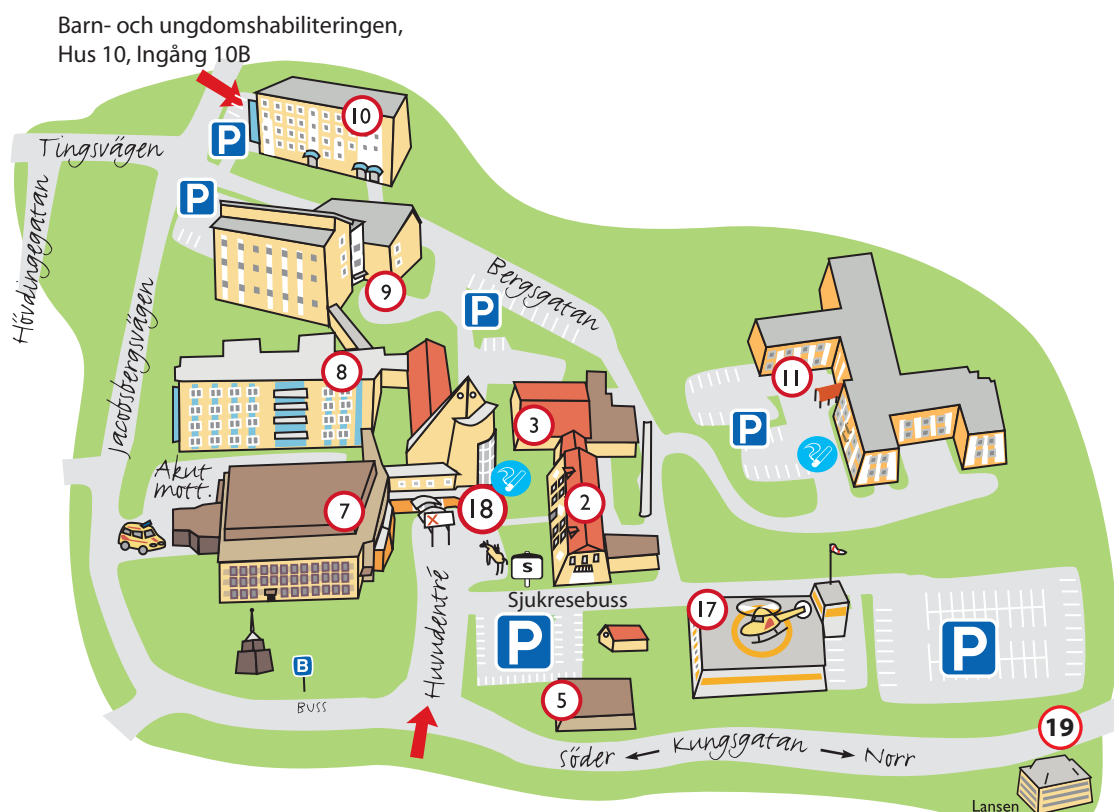 Barn- och ungdomshabiliteringen,
Hus 10, Ingång 10B
10
P
Tingsvägen
P
Hövdingegatan
Jacobsbergsvägen
9
Bergsgatan
P
8
11
3
P
Akut
mott.
7
18
2
S
Sjukresebuss
17
Huvudentré
P
P
B
BUSS
5
19
Söder
Kungsgatan
Norr
Lansen